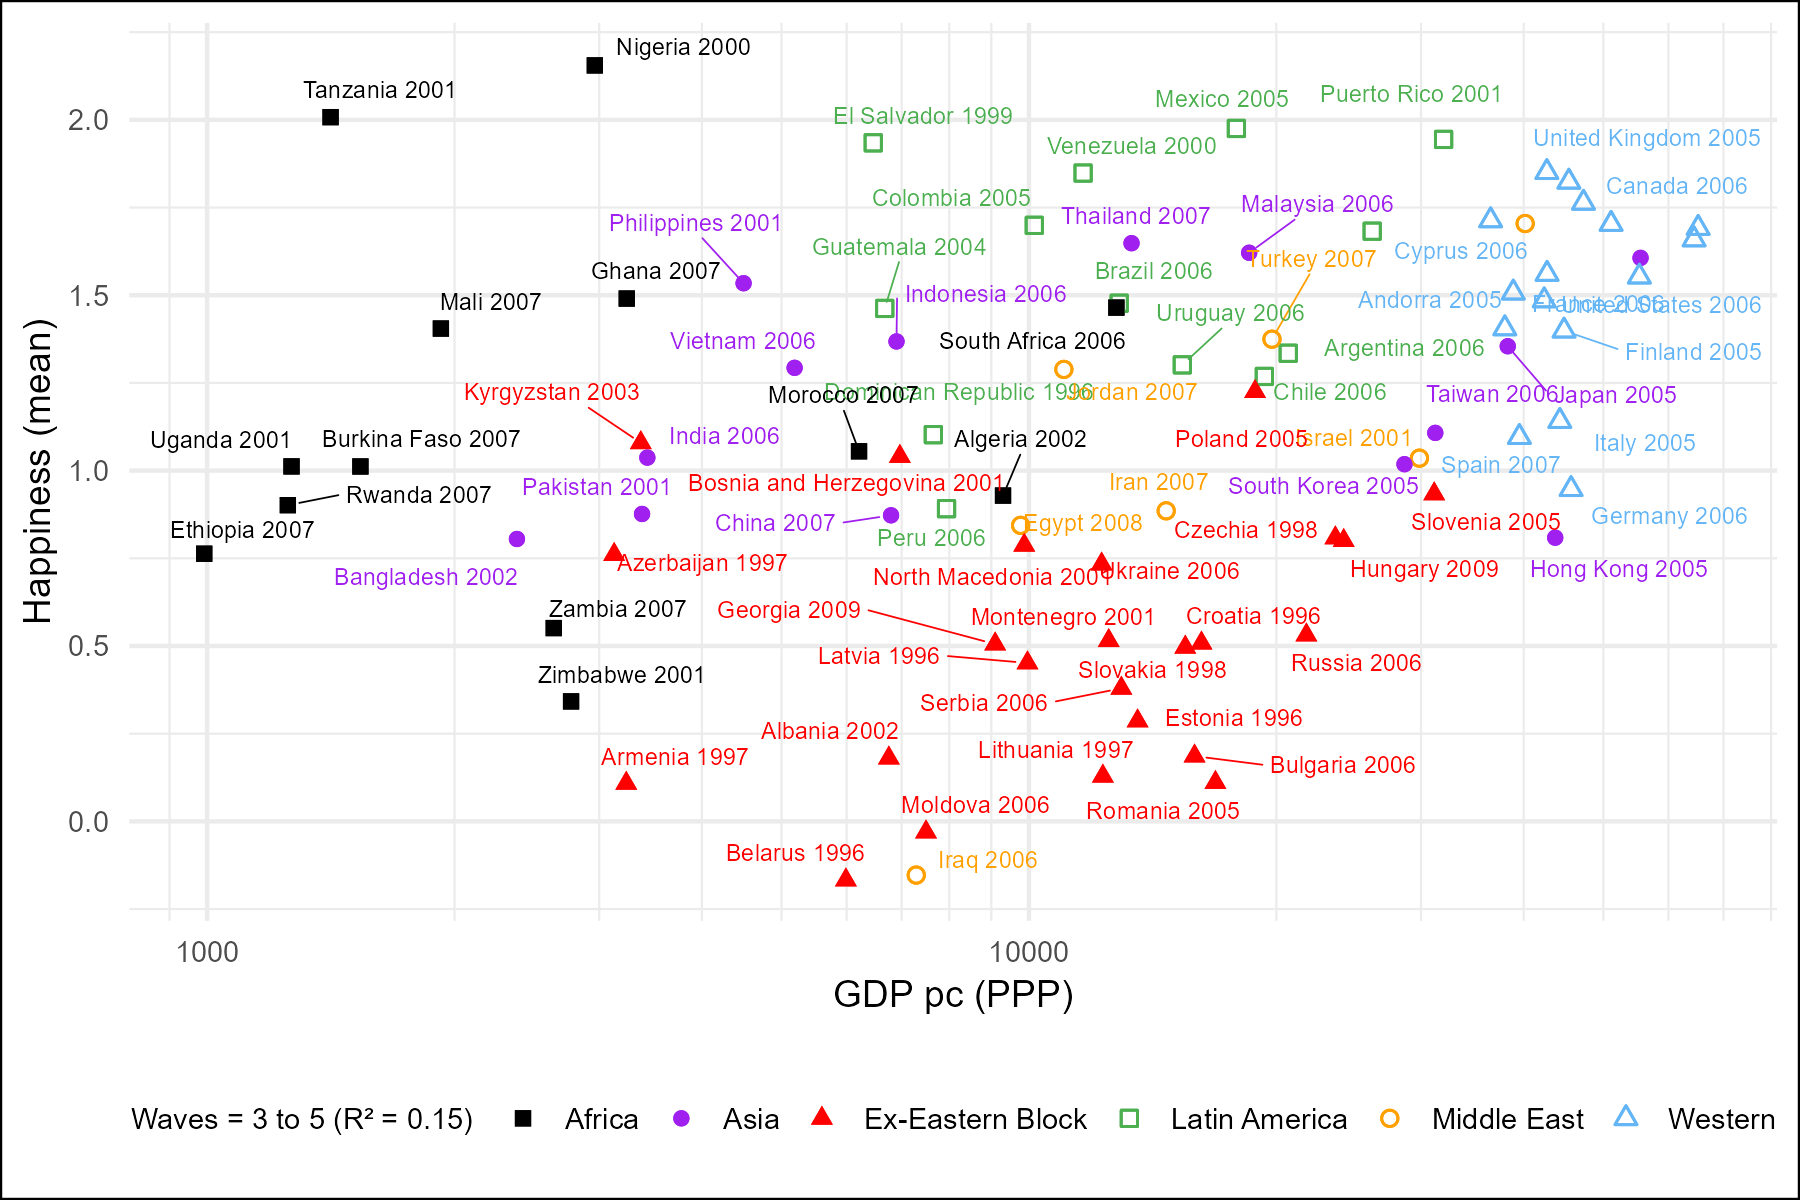 Nigeria 2000
Tanzania 2001
Puerto Rico 2001
Mexico 2005
El Salvador 1999
2.0
United Kingdom 2005
Venezuela 2000
Canada 2006
Colombia 2005
Malaysia 2006
Thailand 2007
Philippines 2001
Guatemala 2004
Cyprus 2006
Turkey 2007
Ghana 2007
Brazil 2006
Indonesia 2006
1.5
Mali 2007
Andorra 2005
France 2006
United States 2006
Uruguay 2006
Vietnam 2006
South Africa 2006
Argentina 2006
Finland 2005
Kyrgyzstan 2003
Morocco 2007
Dominican Republic 1996
Jordan 2007
Chile 2006
Taiwan 2006
Japan 2005
Uganda 2001
Burkina Faso 2007
India 2006
Algeria 2002
Poland 2005
Israel 2001
Italy 2005
1.0
Spain 2007
Rwanda 2007
Pakistan 2001
Bosnia and Herzegovina 2001
Iran 2007
South Korea 2005
Ethiopia 2007
China 2007
Egypt 2008
Czechia 1998
Slovenia 2005
Germany 2006
Peru 2006
Azerbaijan 1997
Bangladesh 2002
North Macedonia 2001
Ukraine 2006
Hungary 2009
Hong Kong 2005
Zambia 2007
Georgia 2009
Montenegro 2001
Croatia 1996
0.5
Latvia 1996
Zimbabwe 2001
Slovakia 1998
Russia 2006
Serbia 2006
Albania 2002
Estonia 1996
Armenia 1997
Lithuania 1997
Bulgaria 2006
Moldova 2006
Romania 2005
0.0
Belarus 1996
Iraq 2006
Happiness (mean)
1000
10000
GDP pc (PPP)
Waves = 3 to 5 (R² = 0.15)
Africa
Asia
Ex-Eastern Block
Latin America
Middle East
Western